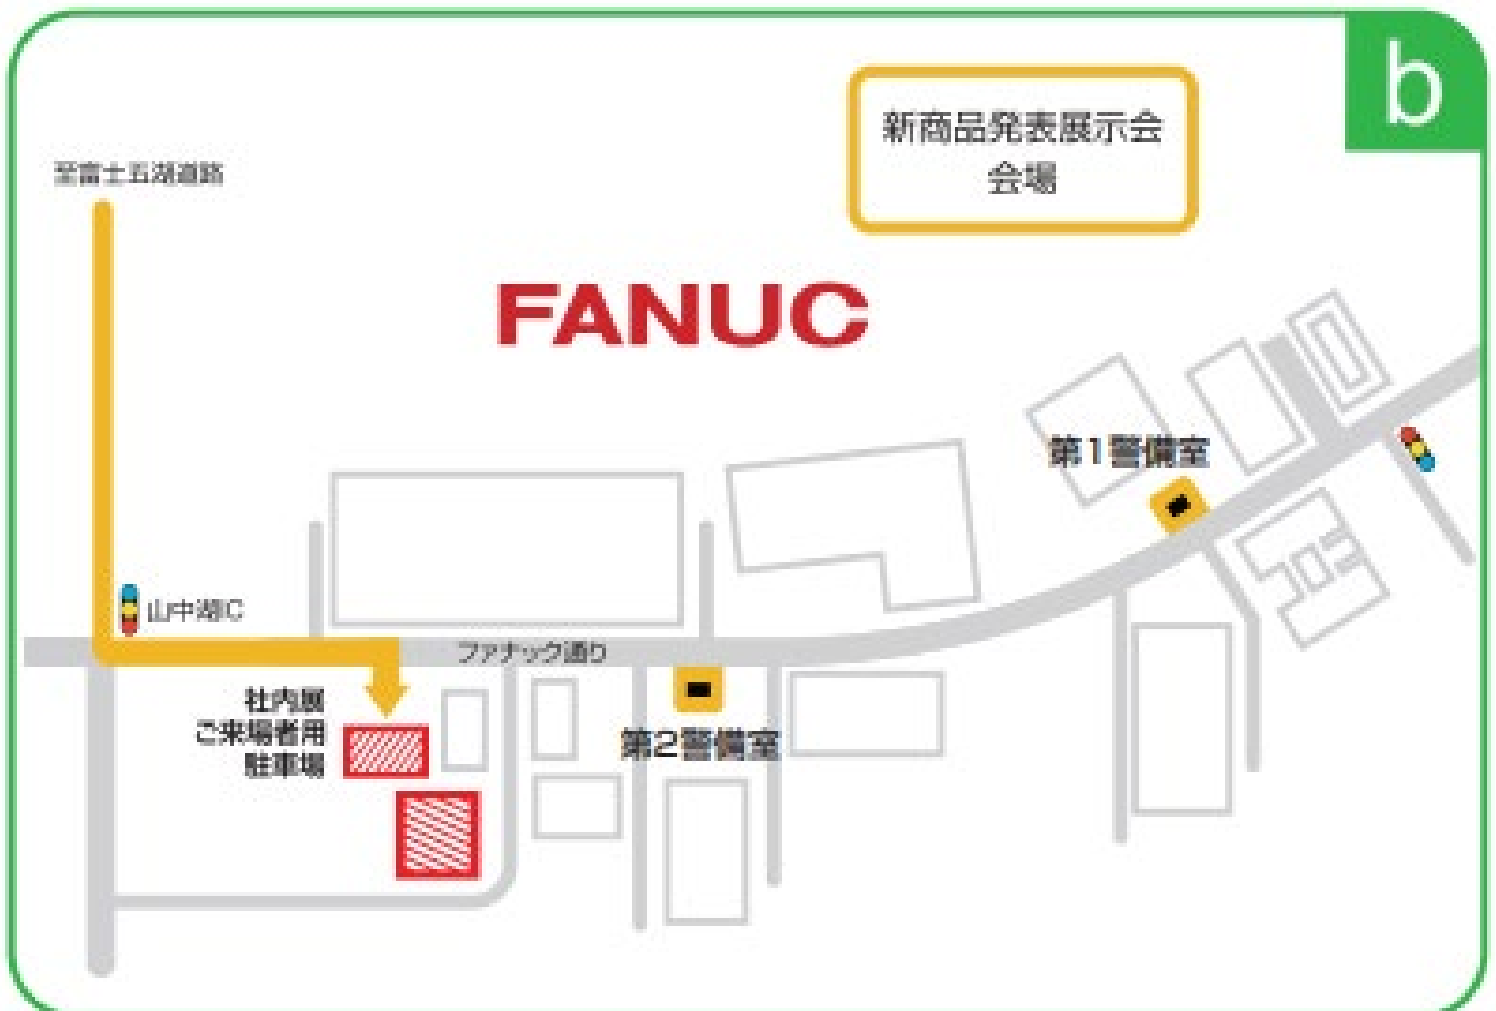 b
新商品発表展示会
会場
至富士五湖道路
FANUC
第1警備室
山中湖IC
ファナック通り
社内展
ご来場者用
駐車場
第2警備室